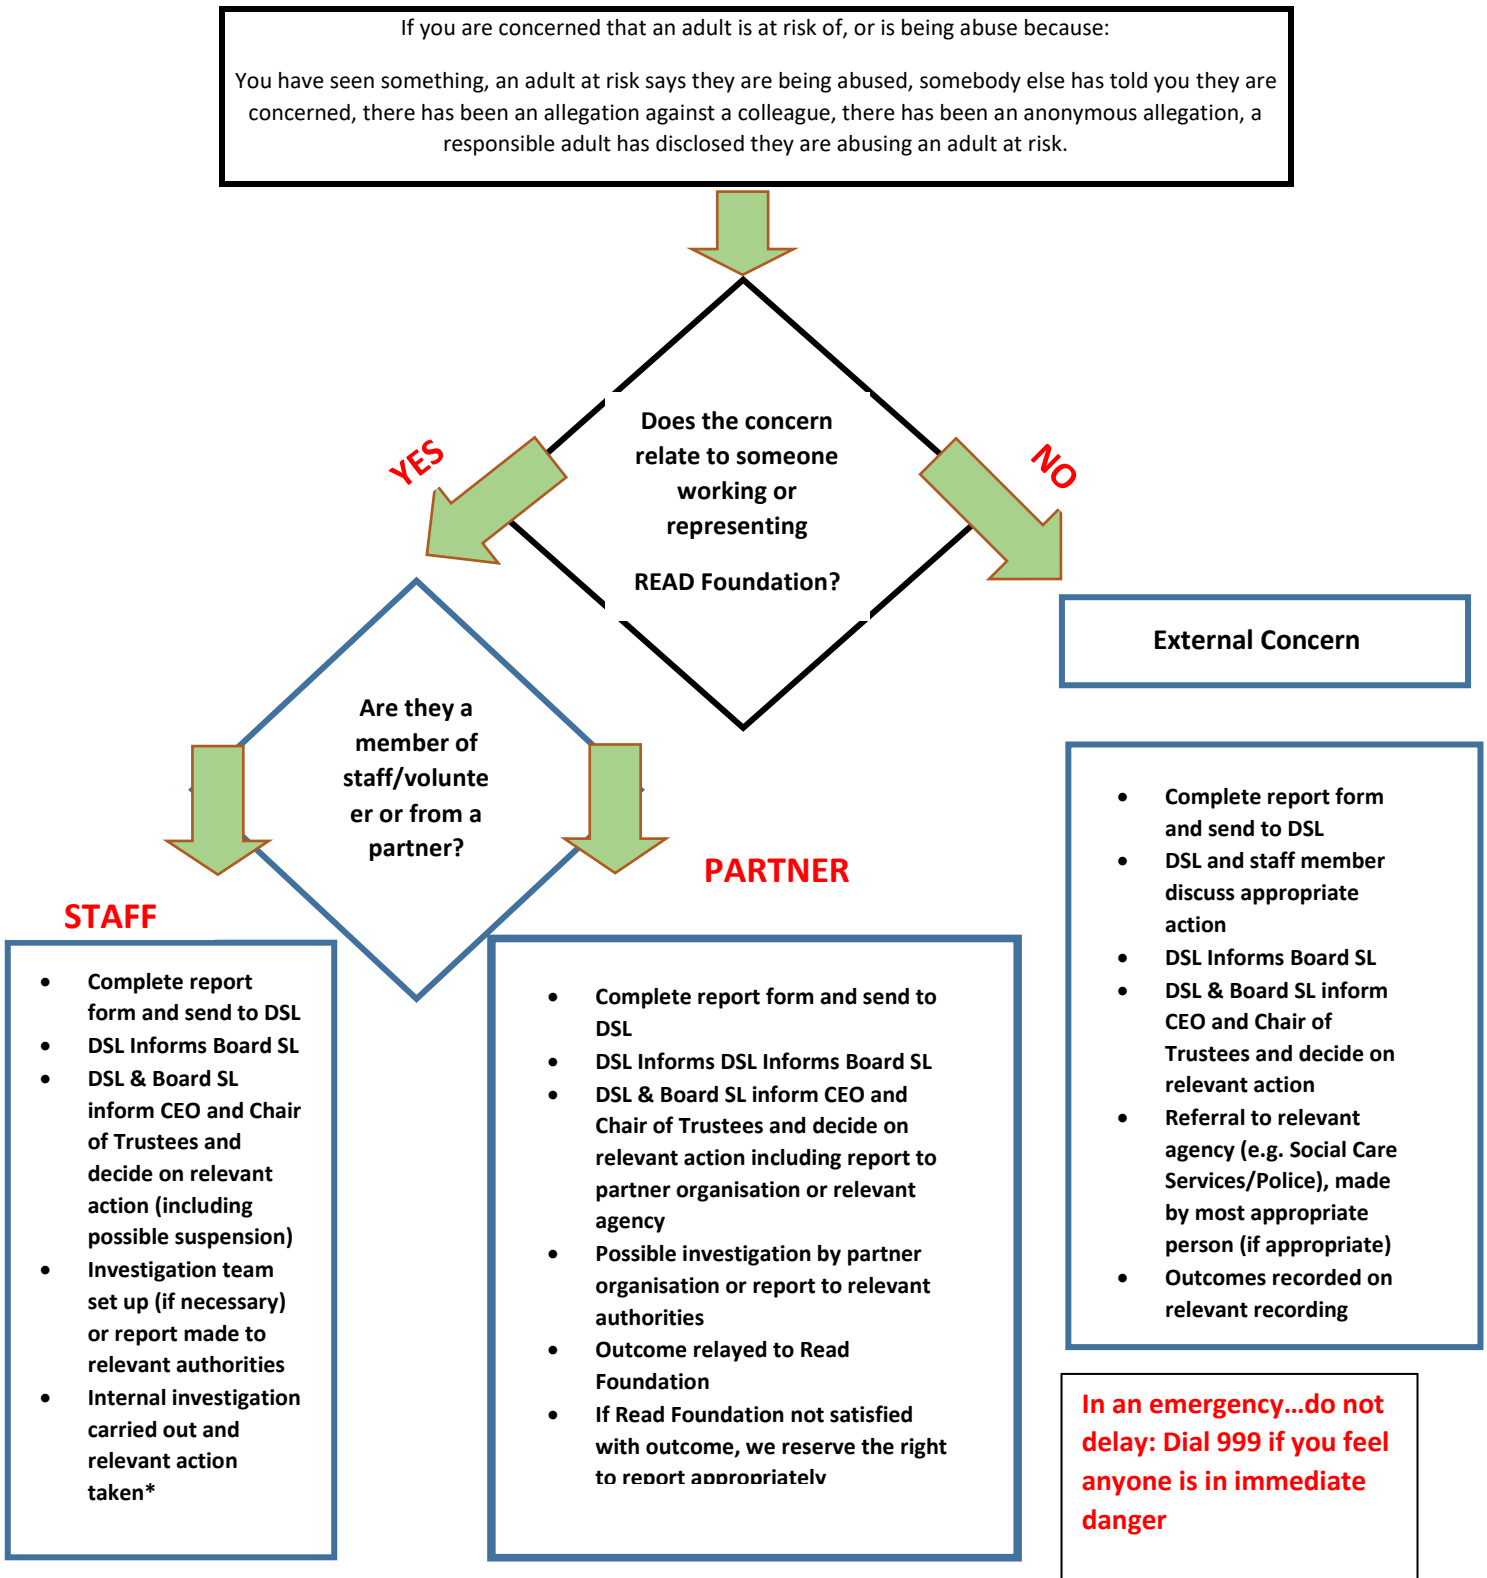 If you are concerned that an adult is at risk of, or is being abuse because:
You have seen something, an adult at risk says they are being abused, somebody else has told you they are
concerned, there has been an allegation against a colleague, there has been an anonymous allegation, a
responsible adult has disclosed they are abusing an adult at risk.
Does the concern
relate to someone
working or
representing
READ Foundation?
YES
NO
External Concern
Are they a
member of
staff/volunte
er or from a
partner?
STAFF
PARTNER
• Complete report
form and send to DSL
• DSL Informs Board SL
• DSL & Board SL
inform CEO and Chair
of Trustees and
decide on relevant
action (including
possible suspension)
• Investigation team
set up (if necessary)
or report made to
relevant authorities
• Internal investigation
carried out and
relevant action
taken*
• Complete report form and send to
DSL
• DSL Informs DSL Informs Board SL
• DSL & Board SL inform CEO and
Chair of Trustees and decide on
relevant action including report to
partner organisation or relevant
agency
• Possible investigation by partner
organisation or report to relevant
authorities
• Outcome relayed to Read
Foundation
• If Read Foundation not satisfied
with outcome, we reserve the right
to report appropriately
• Complete report form
and send to DSL
• DSL and staff member
discuss appropriate
action
• DSL Informs Board SL
• DSL & Board SL inform
CEO and Chair of
Trustees and decide on
relevant action
• Referral to relevant
agency (e.g. Social Care
Services/Police), made
by most appropriate
person (if appropriate)
• Outcomes recorded on
relevant recording
In an emergency…do not
delay: Dial 999 if you feel
anyone is in immediate
danger